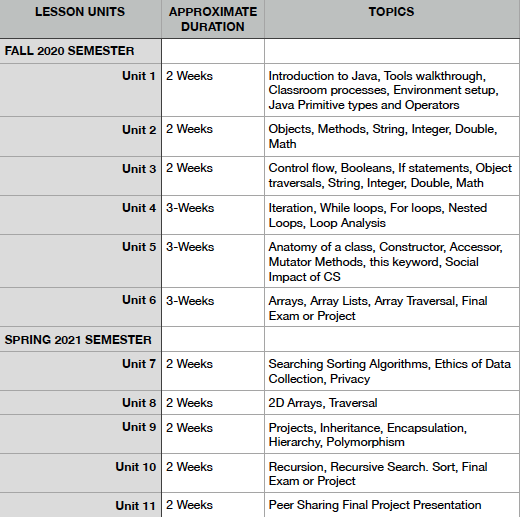 LESSON UNITS APPROXIMATE DURATION TOPICS
FALL 2020 SEMESTER
Unit 1 2 Weeks Introduction to Java, Tools walkthrough,
Classroom processes, Environment setup,
Java Primitive types and Operators
Unit 2 2 Weeks Objects, Methods, String, Integer, Double,
Math
Unit 3 2 Weeks Control flow, Booleans, If statements, Object
traversals, String, Integer, Double, Math
Unit 4 3-Weeks Iteration, While loops, For loops, Nested
Loops, Loop Analysis
Unit 5 3-Weeks Anatomy of a class, Constructor, Accessor,
Mutator Methods, this keyword, Social
Impact of CS
Unit 6 3-Weeks Arrays, Array Lists, Array Traversal, Final
Exam or Project
SPRING 2021 SEMESTER
Unit 7 2 Weeks Searching Sorting Algorithms, Ethics of Data
Collection, Privacy
Unit 8 2 Weeks 2D Arrays, Traversal
Unit 9 2 Weeks Projects, Inheritance, Encapsulation,
Hierarchy, Polymorphism
Unit 10 2 Weeks Recursion, Recursive Search. Sort, Final
Exam or Project
Unit 11 2 Weeks Peer Sharing Final Project Presentation